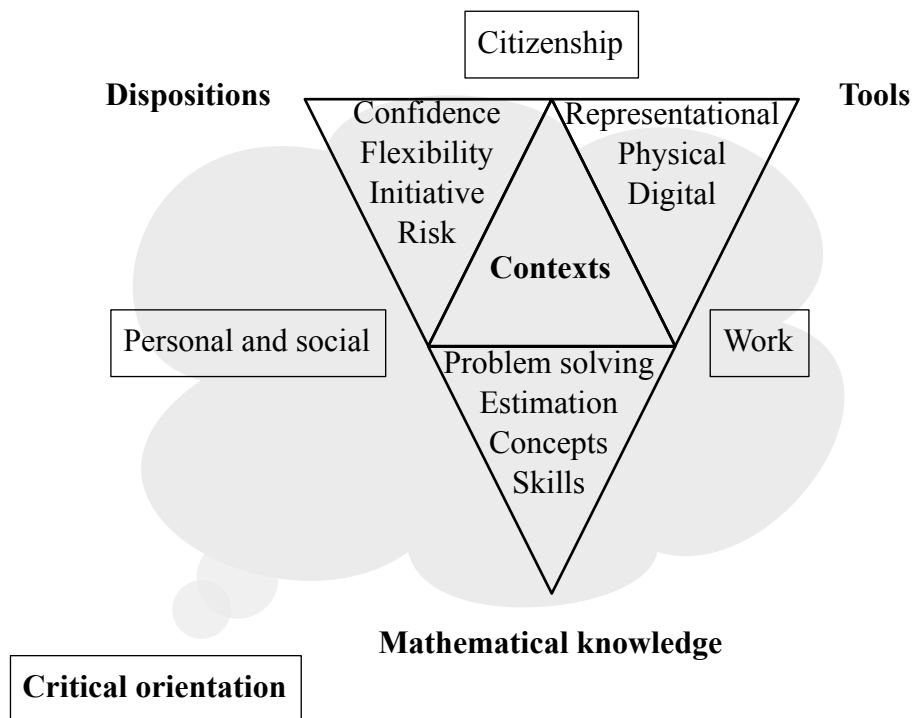 Citizenship
Dispositions
Tools
Confidence
Flexibility
Initiative
Risk
Representational
Physical
Digital
Contexts
Personal and social
Work
Problem solving
Estimation
Concepts
Skills
Mathematical knowledge
Critical orientation